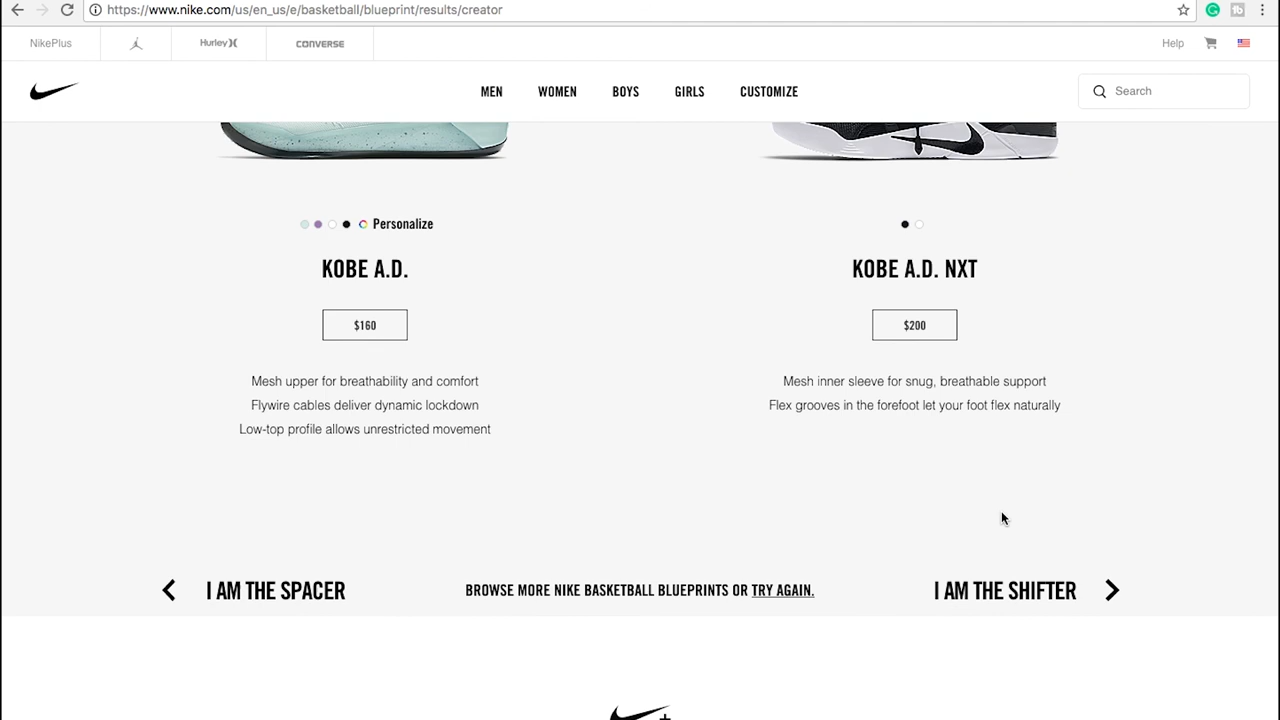 https://www.nike.com/us/en_us/e/basketball/blueprint/results/creator
NikePlus
Hurley
CONVERSE
Help
MEN
WOMEN
BOYS
GIRLS
CUSTOMIZE
Search
Personalize
KOBE A.D.
$160
Mesh upper for breathability and comfort
Flywire cables deliver dynamic lockdown
Low-top profile allows unrestricted movement
KOBE A.D. NXT
$200
Mesh inner sleeve for snug, breathable support
Flex grooves in the forefoot let your foot flex naturally
I AM THE SPACER
BROWSE MORE NIKE BASKETBALL BLUEPRINTS OR TRY AGAIN.
I AM THE SHIFTER